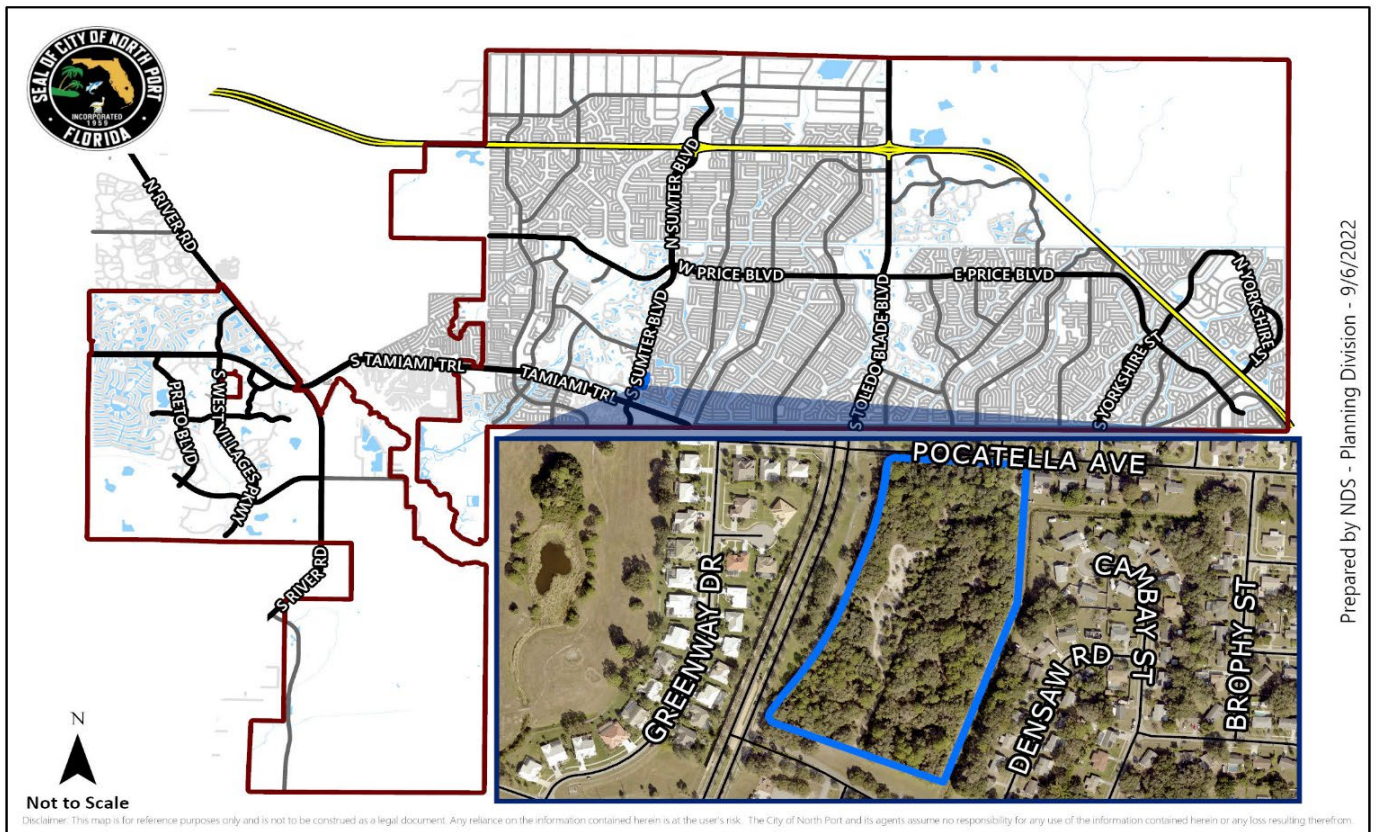 SEAL OF CITY OF NORTH PORT
INCORPORATED
1959
FLORIDA
N RIVER RD
N SUMTER BLVD
W PRICE BLVD
E PRICE BLVD
S SUMTER BLVD
S TOLEDO BLADE BLVD
N YORKSHIRE ST
S YORKSHIRE ST
S TAMIAMI TRL
TAMIAMI TRL
PRETO BLVD
S WEST VILLAGES PKWY
S RIVER RD
POCATELLA AVE
GREENWAY DR
CAMBAY ST
DENSAW RD
BROPHY ST
Prepared by NDS - Planning Division - 9/6/2022
N
Not to Scale
Disclaimer: This map is for reference purposes only and is not to be construed as a legal document. Any reliance on the information contained herein is at the user's risk. The City of North Port and its agents assume no responsibility for any use of the information contained herein or any loss resulting therefrom.